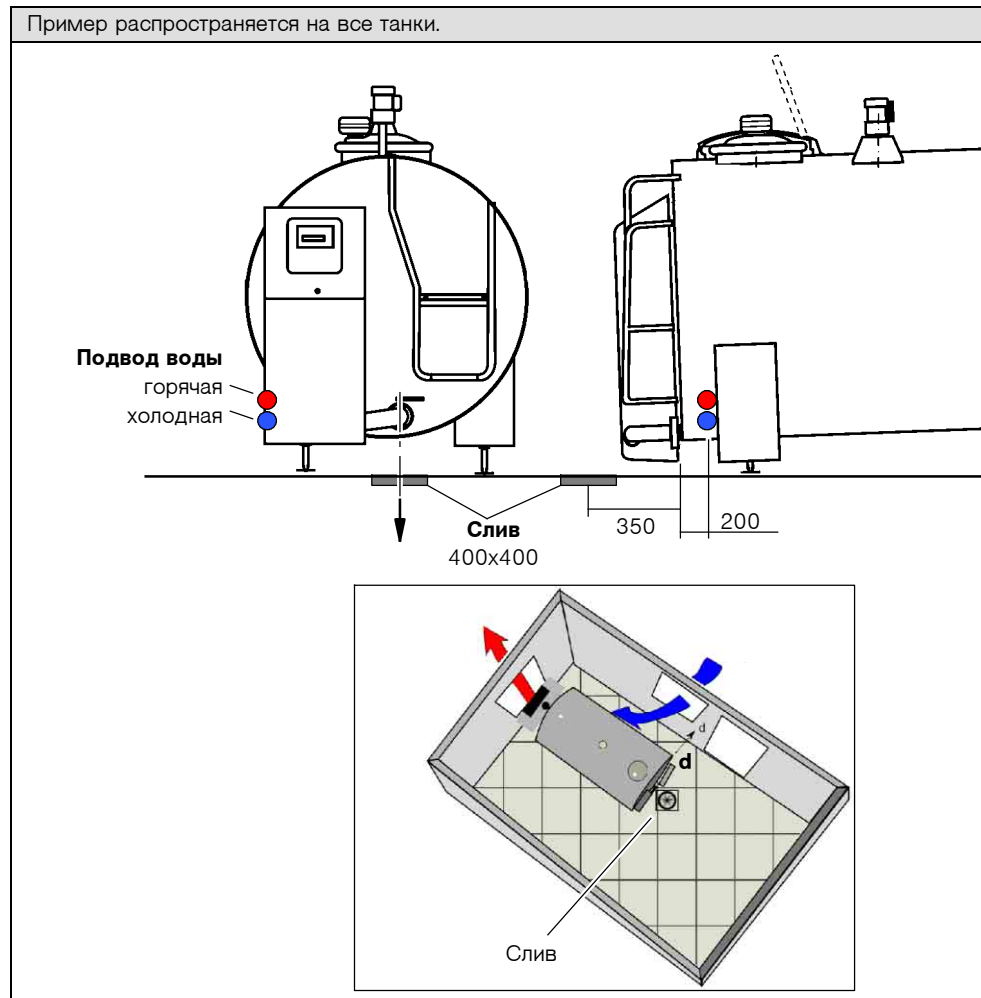 Пример распространяется на все танки.
Подвод воды
горячая
холодная
350
200
Слив
400x400
d
d
Слив